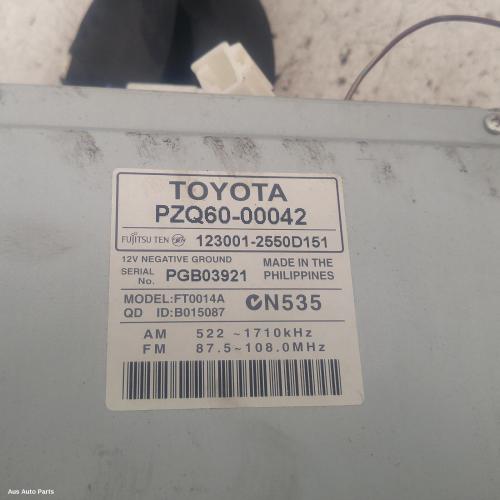 TOYOTA
PZQ60-00042
FUJITSU TEN 123001-2550D151
12V NEGATIVE GROUND
SERIAL No. PGB03921
MADE IN THE PHILIPPINES
MODEL:FT0014A
QD ID:B015087
N535
AM 522 ~1710kHz
FM 87.5~108.0MHz
Aus Auto Parts